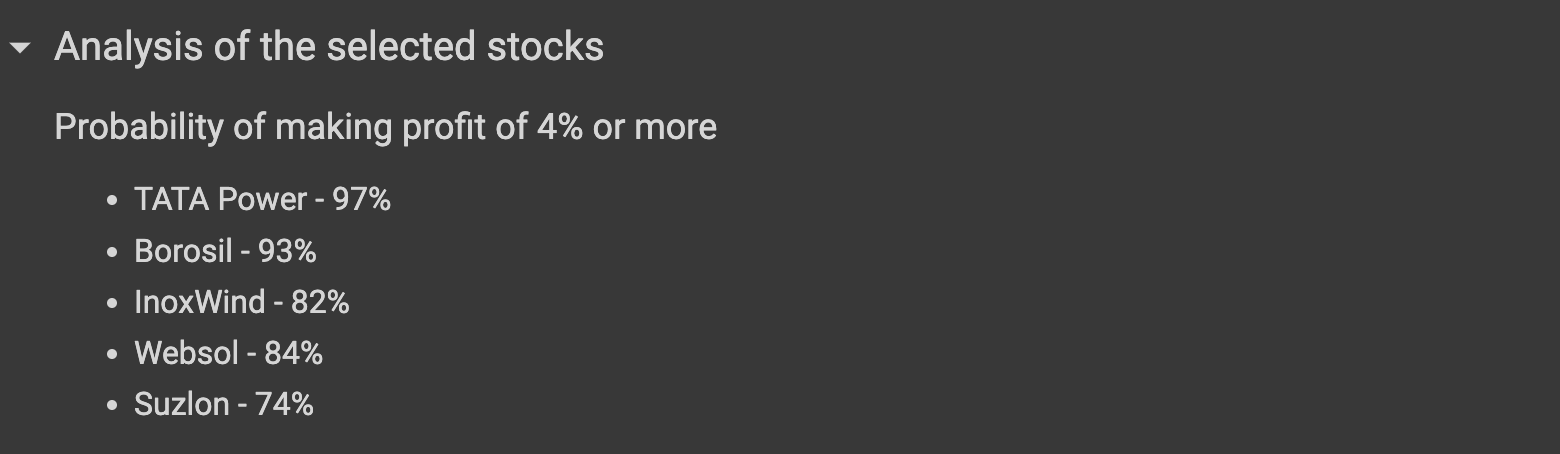 Analysis of the selected stocks
Probability of making profit of 4% or more
• TATA Power - 97%
• Borosil - 93%
• InoxWind - 82%
• Websol - 84%
• Suzlon - 74%